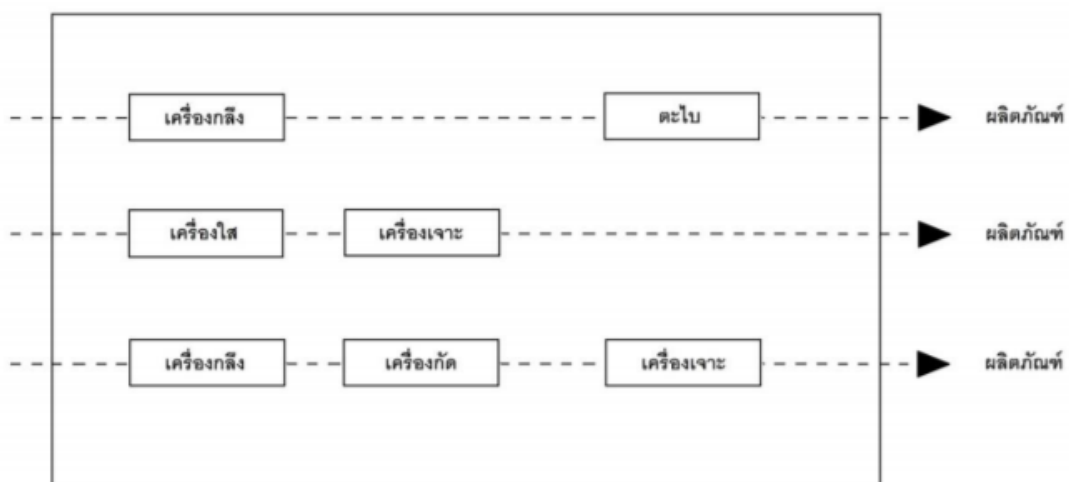 เครื่องกลึง ตะไบ ผลิตภัณฑ์
เครื่องใส เครื่องเจาะ ผลิตภัณฑ์
เครื่องกลึง เครื่องกัด เครื่องเจาะ ผลิตภัณฑ์